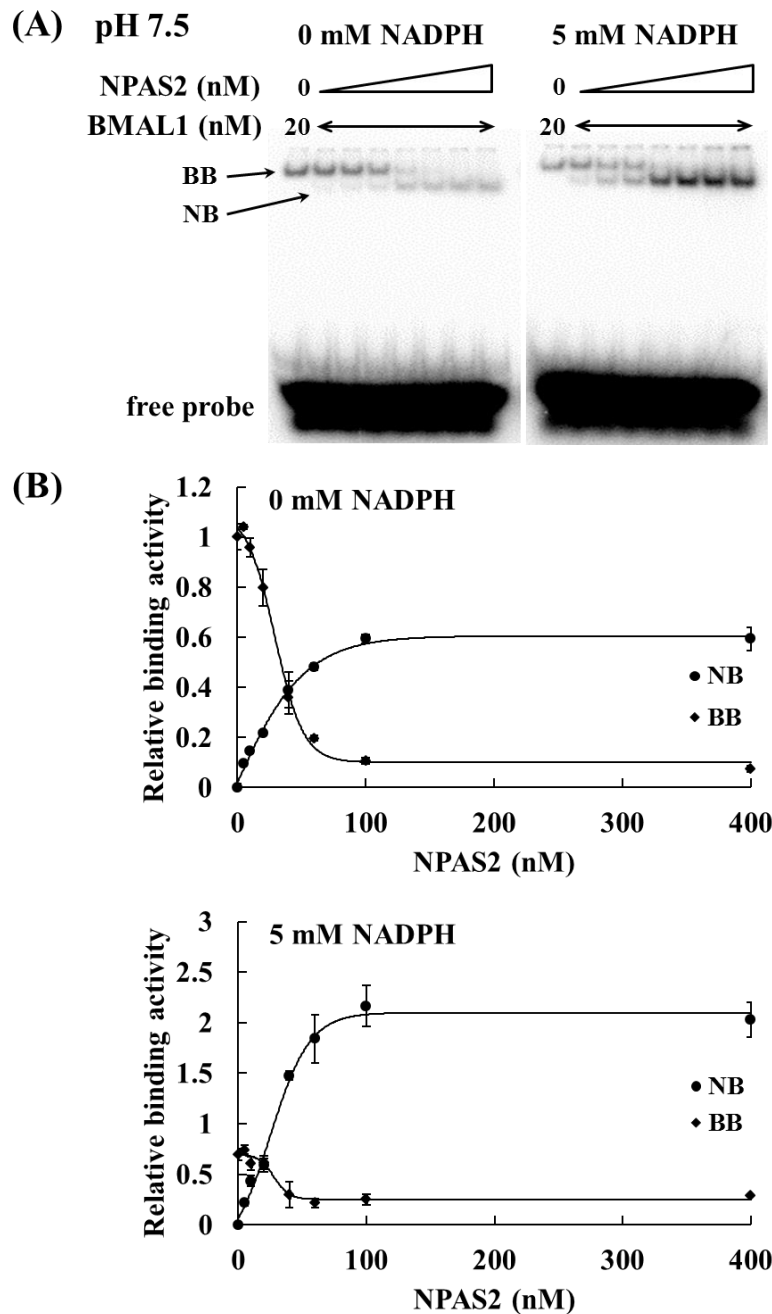 (A) pH 7.5 0 mM NADPH 5 mM NADPH
NPAS2 (nM) 0 0
BMAL1 (nM) 20 20
BB
NB
free probe
(B)
0 mM NADPH
Relative binding activity
1.2
1
0.8
0.6
0.4
0.2
0
NB
BB
0 100 200 300 400
NPAS2 (nM)
5 mM NADPH
Relative binding activity
3
2.5
2
1.5
1
0.5
0
NB
BB
0 100 200 300 400
NPAS2 (nM)